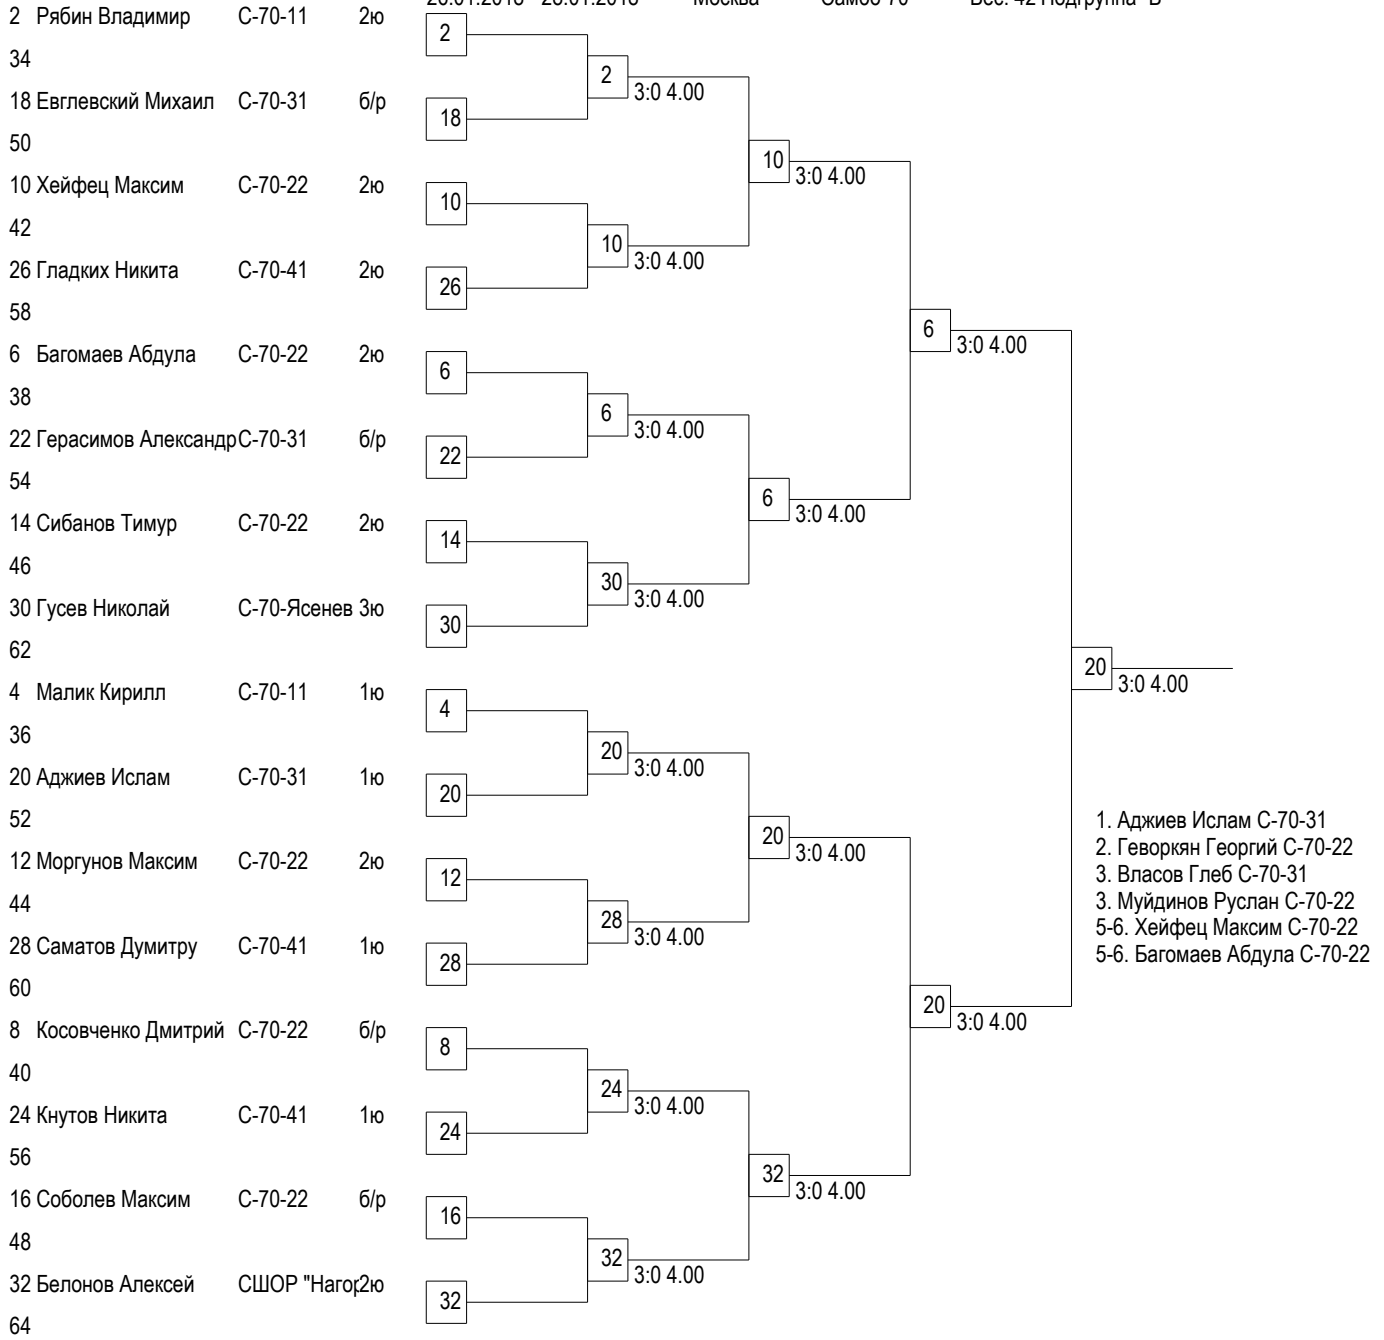 Москва
2 Рябин Владимир С-70-11 2ю
2
34
2
3:0 4.00
18 Евглевский Михаил С-70-31 б/р
18
50
10
3:0 4.00
10 Хейфец Максим С-70-22 2ю
10
42
10
3:0 4.00
26 Гладких Никита С-70-41 2ю
26
58
6
3:0 4.00
6 Багомаев Абдула С-70-22 2ю
6
38
6
3:0 4.00
22 Герасимов Александр С-70-31 б/р
22
54
6
3:0 4.00
14 Сибанов Тимур С-70-22 2ю
14
46
30
3:0 4.00
30 Гусев Николай С-70-Ясенев 3ю
30
62
20
3:0 4.00
4 Малик Кирилл С-70-11 1ю
4
36
20
3:0 4.00
20 Аджиев Ислам С-70-31 1ю
20
52
20
3:0 4.00
12 Моргунов Максим С-70-22 2ю
12
44
28
3:0 4.00
28 Саматов Думитру С-70-41 1ю
28
60
20
3:0 4.00
8 Косовченко Дмитрий С-70-22 б/р
8
40
24
3:0 4.00
24 Кнутов Никита С-70-41 1ю
24
56
32
3:0 4.00
16 Соболев Максим С-70-22 б/р
16
48
32
3:0 4.00
32 Белонов Алексей СШОР "Нагор 2ю
32
64
1. Аджиев Ислам С-70-31
2. Геворкян Георгий С-70-22
3. Власов Глеб С-70-31
3. Муйдинов Руслан С-70-22
5-6. Хейфец Максим С-70-22
5-6. Багомаев Абдула С-70-22